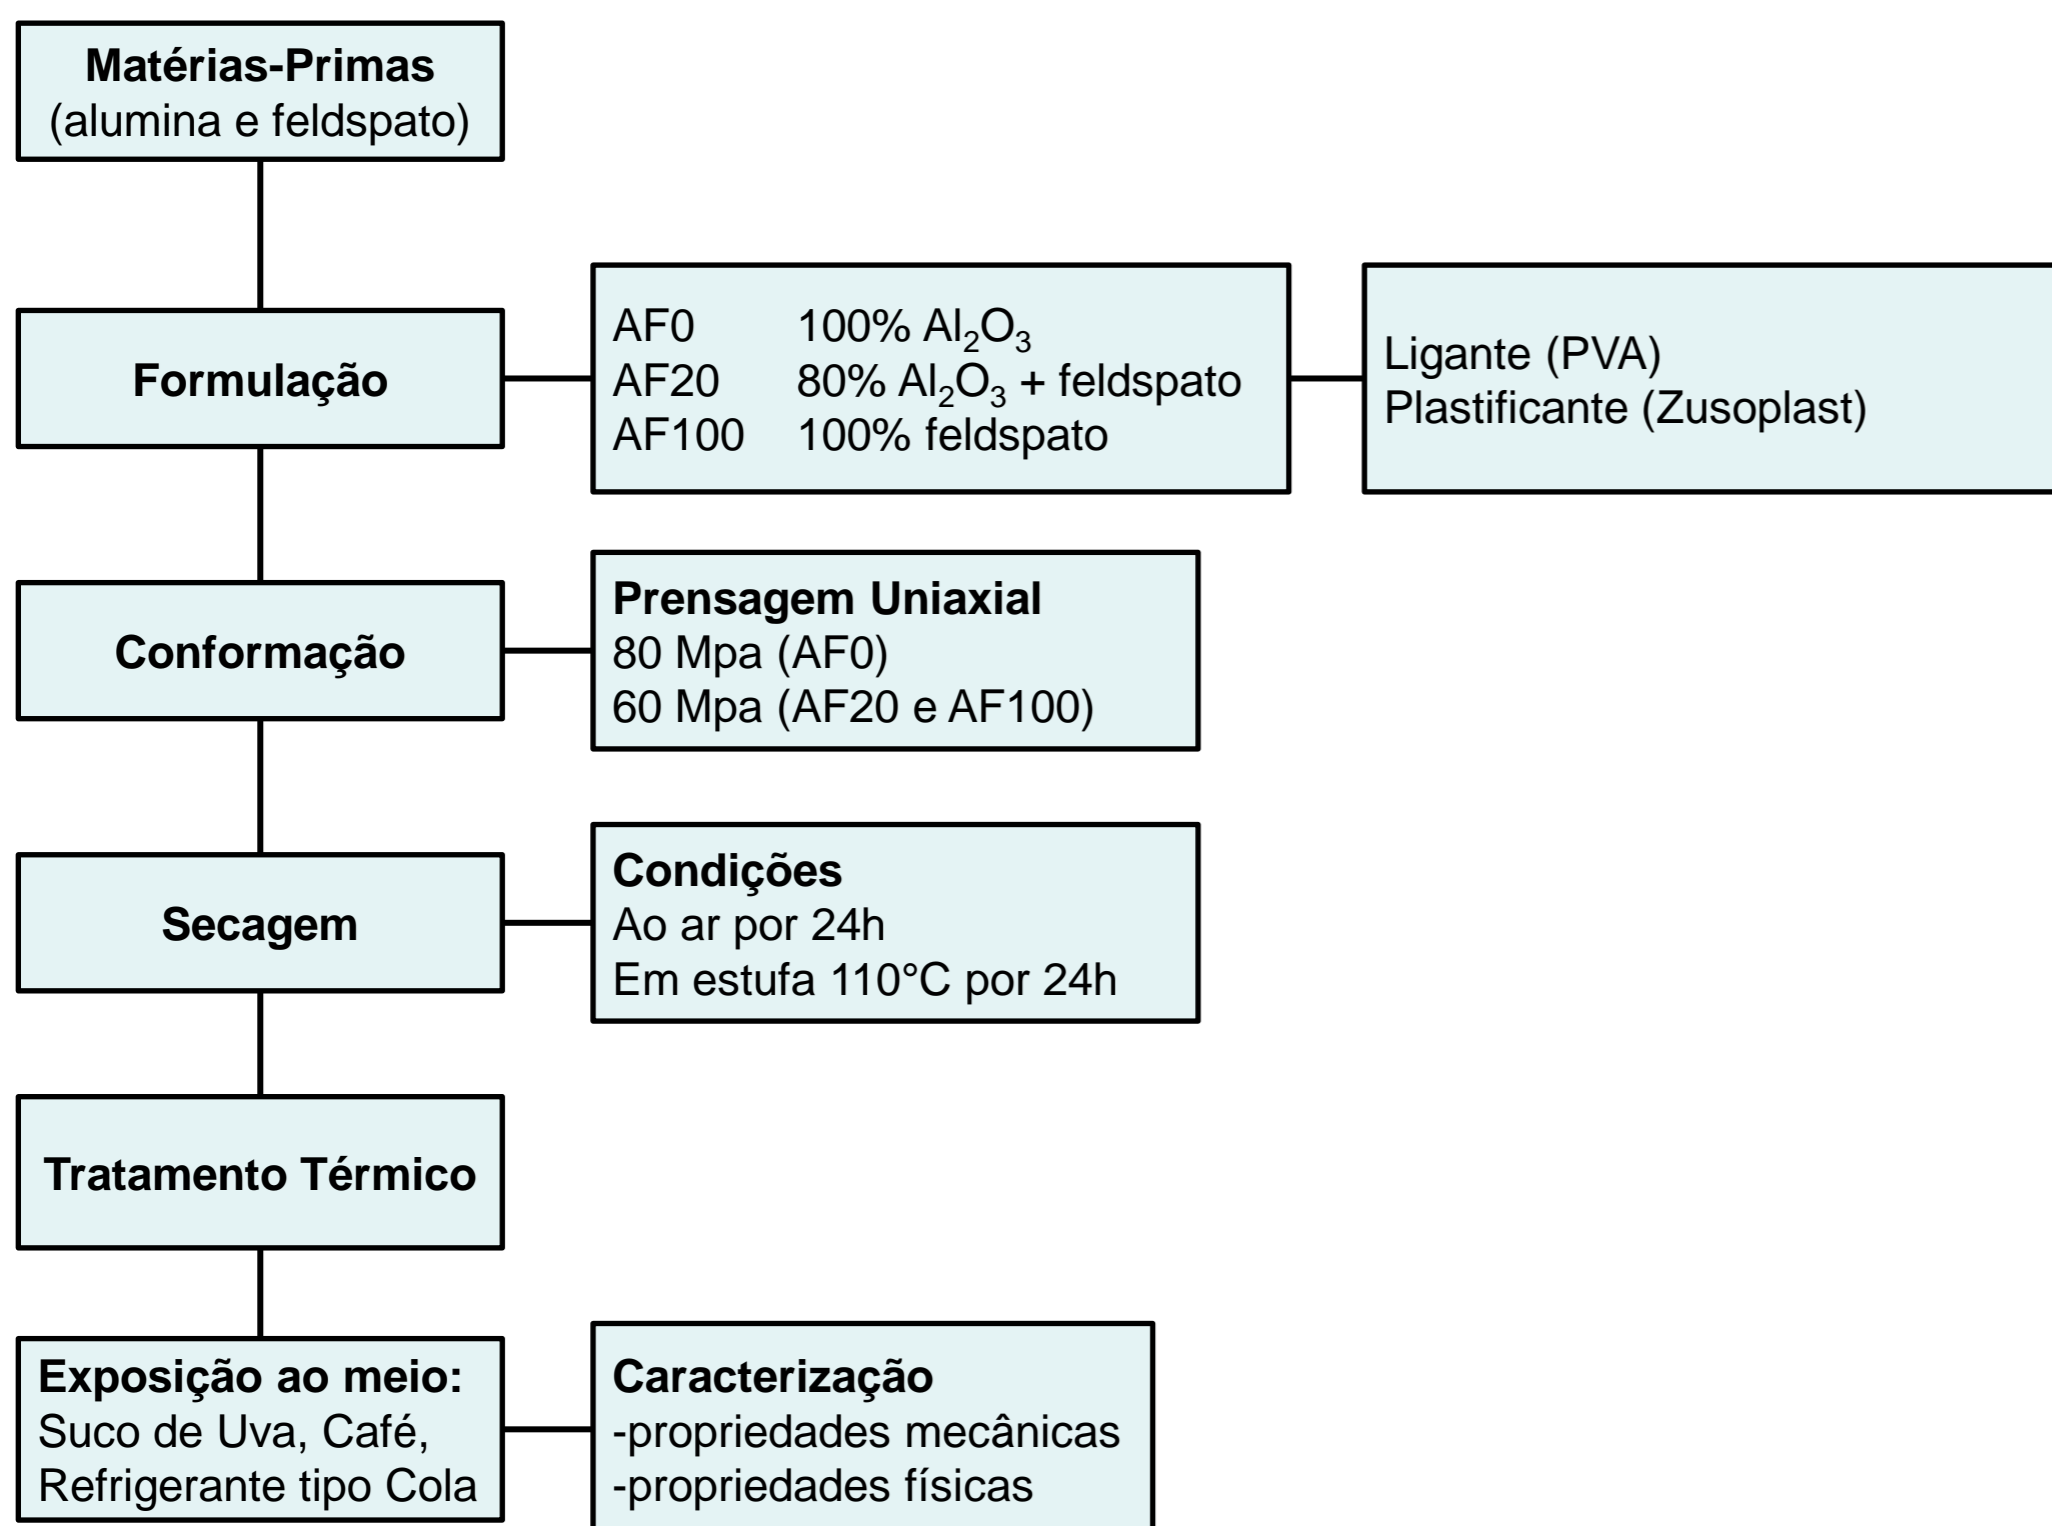 Matérias-Primas
(alumina e feldspato)
Formulação
AF0 100% Al₂O₃
AF20 80% Al₂O₃ + feldspato
AF100 100% feldspato
Ligante (PVA)
Plastificante (Zusoplast)
Conformação
Prensagem Uniaxial
80 Mpa (AF0)
60 Mpa (AF20 e AF100)
Secagem
Condições
Ao ar por 24h
Em estufa 110°C por 24h
Tratamento Térmico
Exposição ao meio:
Suco de Uva, Café,
Refrigerante tipo Cola
Caracterização
-propriedades mecânicas
-propriedades físicas